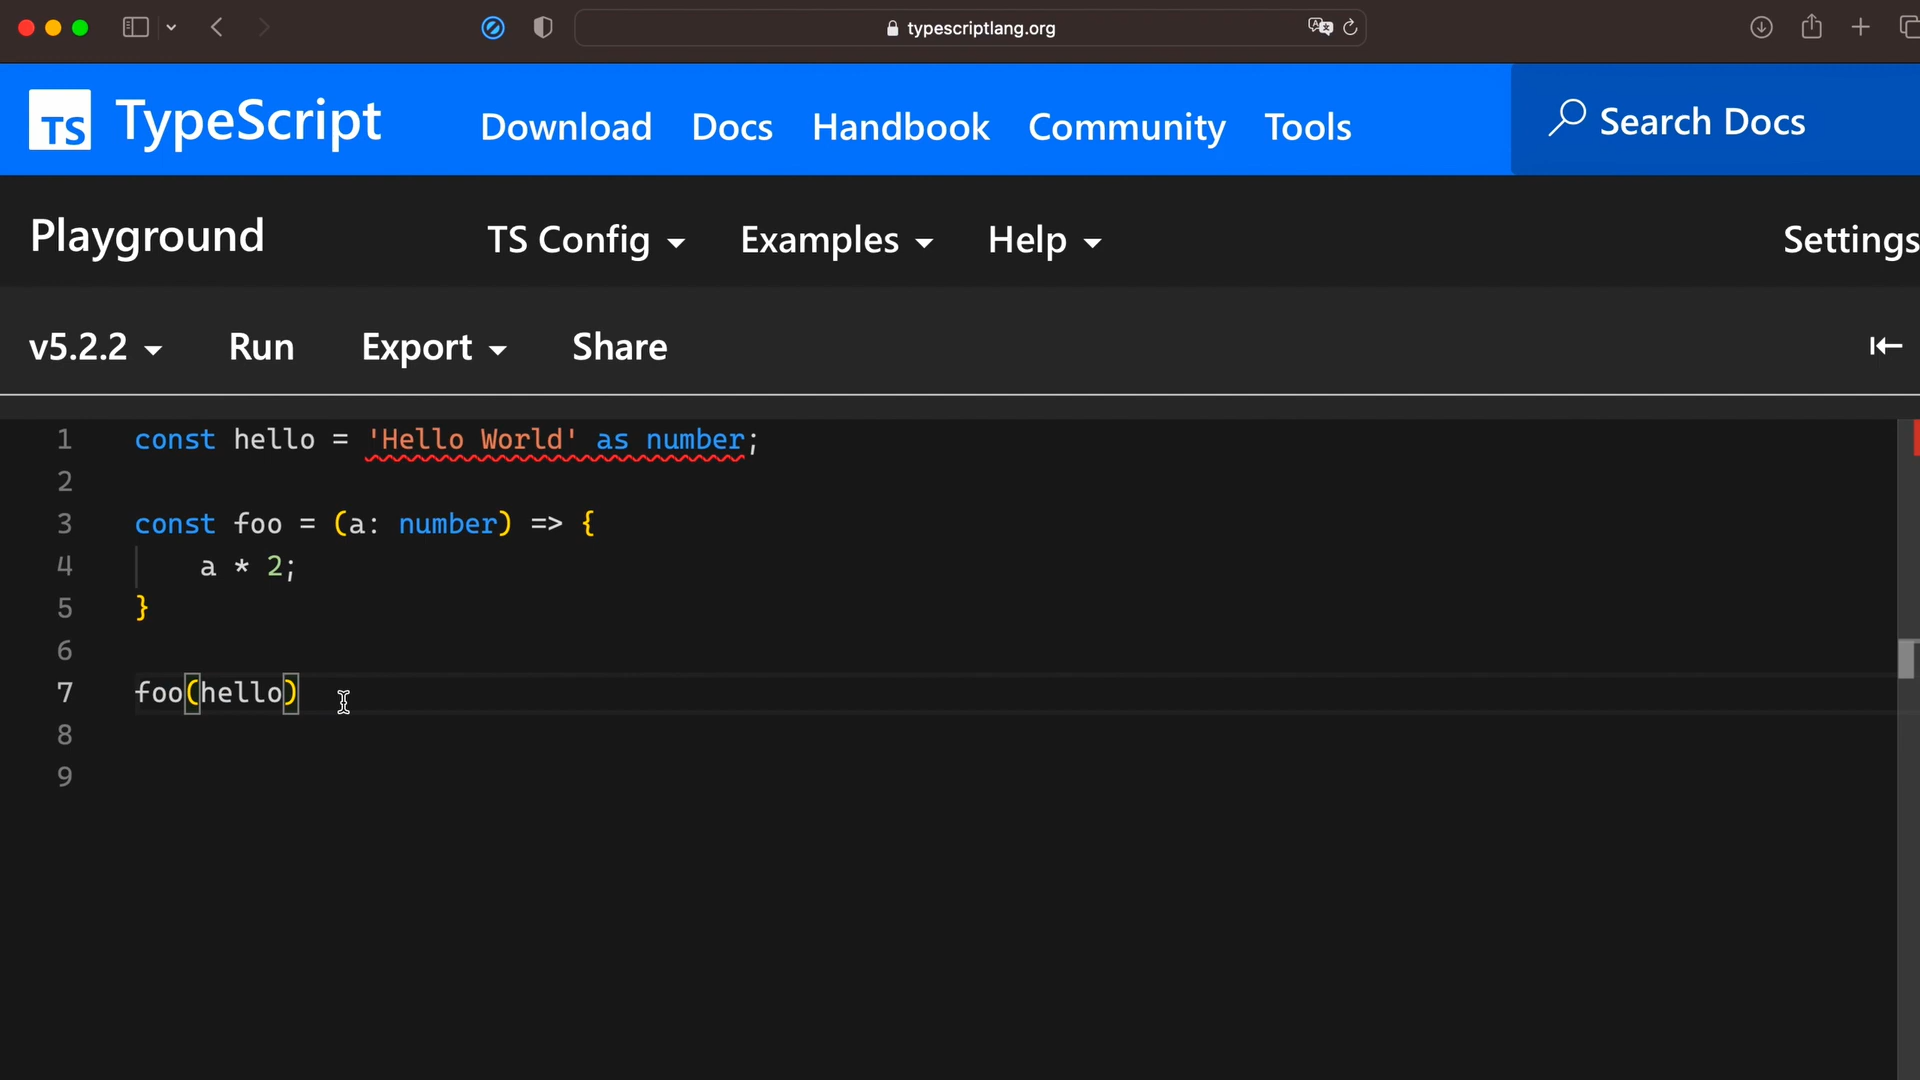 typescriptlang.org
TS TypeScript Download Docs Handbook Community Tools Search Docs
Playground TS Config Examples Help Settings
v5.2.2 Run Export Share
1 const hello = 'Hello World' as number;
2
3 const foo = (a: number) => {
4 a * 2;
5 }
6
7 foo(hello)
8
9